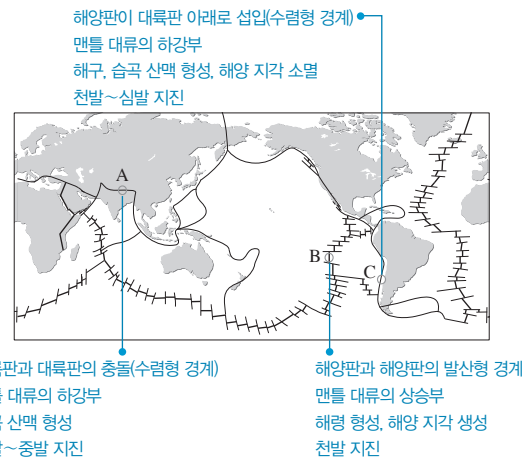 해양판이 대륙판 아래로 섭입(수렴형 경계)
맨틀 대류의 하강부
해구, 습곡 산맥 형성, 해양 지각 소멸
천발~심발 지진
A
B
C
대륙판의 충돌(수렴형 경계)
대류의 하강부
산맥 형성
중발 지진
해양판과 해양판의 발산형 경계
맨틀 대류의 상승부
해령 형성, 해양 지각 생성
천발 지진